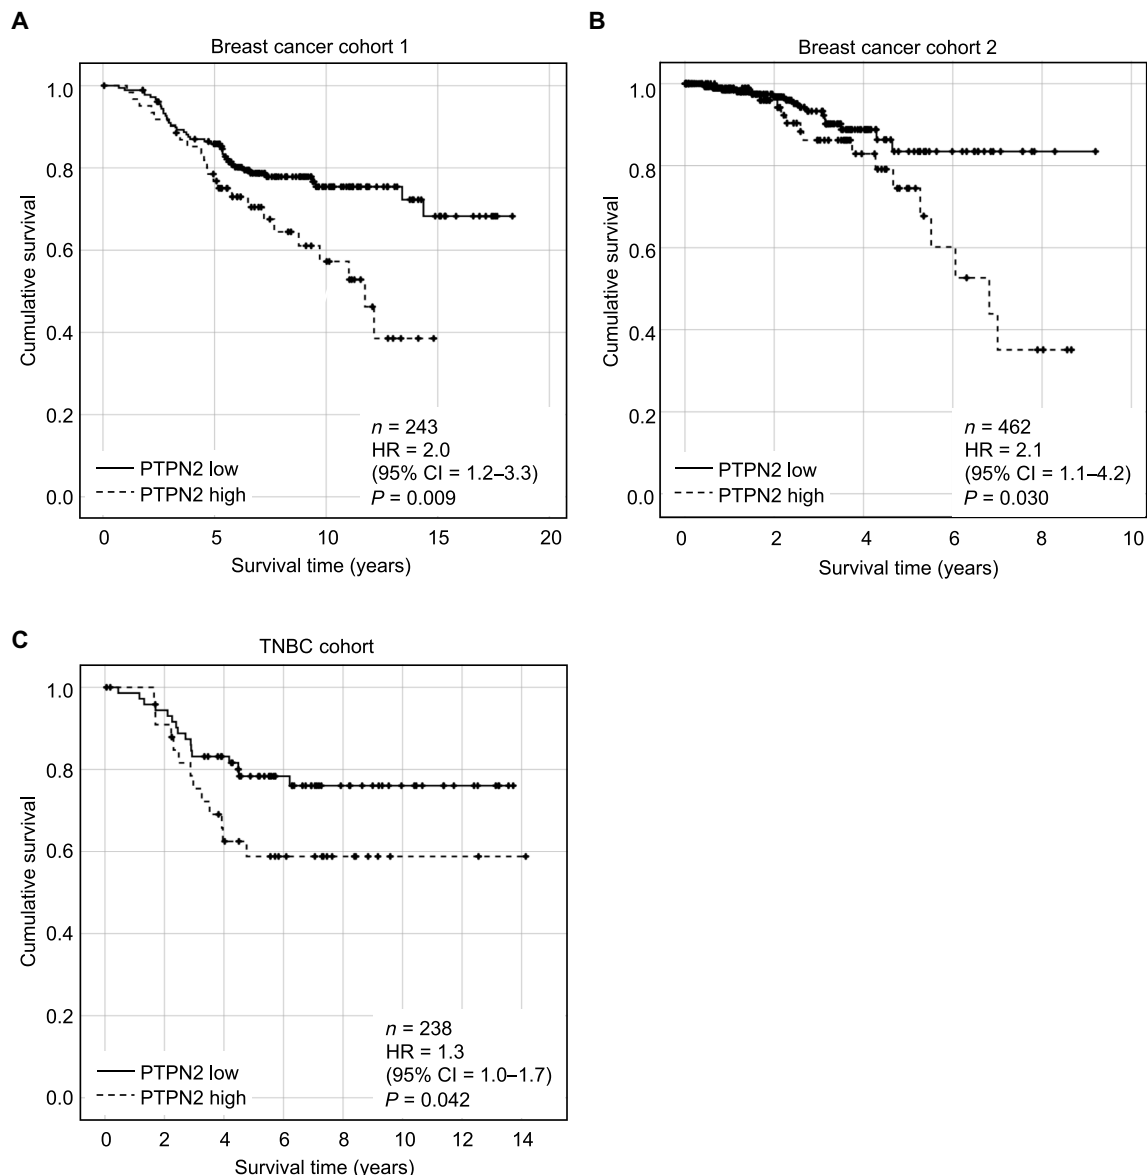 A
Breast cancer cohort 1
Cumulative survival
1.0
0.8
0.6
0.4
0.2
0.0
n = 243
HR = 2.0
(95% CI = 1.2–3.3)
P = 0.009
PTPN2 low
PTPN2 high
0 5 10 15 20
Survival time (years)
B
Breast cancer cohort 2
Cumulative survival
1.0
0.8
0.6
0.4
0.2
0.0
n = 462
HR = 2.1
(95% CI = 1.1–4.2)
P = 0.030
PTPN2 low
PTPN2 high
0 2 4 6 8 10
Survival time (years)
C
TNBC cohort
Cumulative survival
1.0
0.8
0.6
0.4
0.2
0.0
n = 238
HR = 1.3
(95% CI = 1.0–1.7)
P = 0.042
PTPN2 low
PTPN2 high
0 2 4 6 8 10 12 14
Survival time (years)